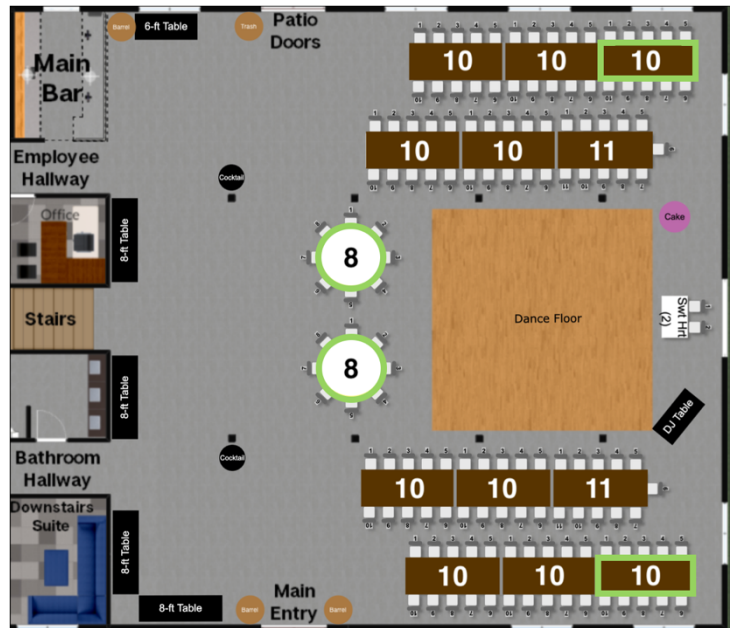 Barrel
6-ft Table
Trash
Patio
Doors
Main
Bar
10
10
10
10
10
11
Employee
Hallway
Cocktail
Office
8-ft Table
Cake
8
Stairs
Dance Floor
Swt Hrt
(2)
8
8-ft Table
DJ Table
Bathroom
Hallway
Cocktail
10
10
11
Downstairs
Suite
8-ft Table
10
10
10
8-ft Table
Barrel
Main
Entry
Barrel